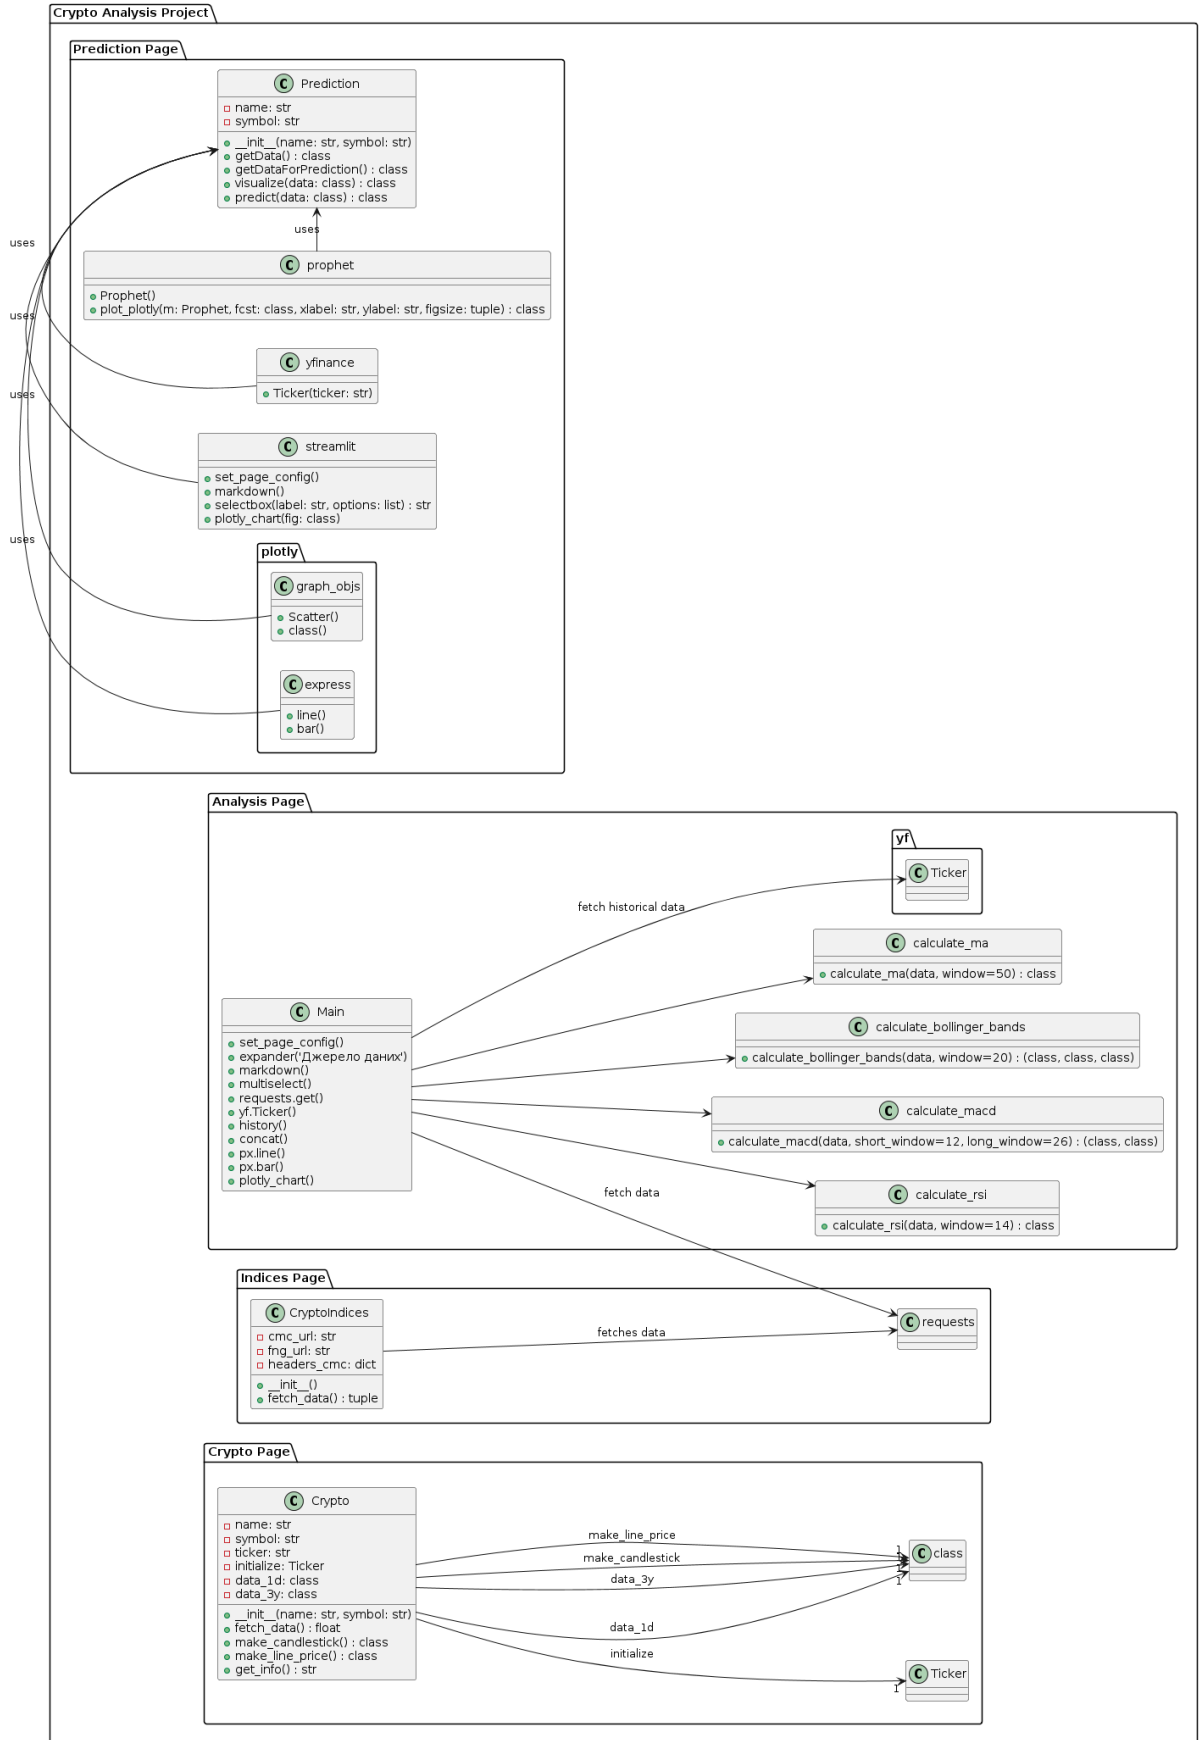 Crypto Analysis Project
Prediction Page
C Prediction
name: str
symbol: str
__init__(name: str, symbol: str)
getData() : class
getDataForPrediction() : class
visualize(data: class) : class
predict(data: class) : class
uses
uses
C prophet
Prophet()
plot_plotly(m: Prophet, fcst: class, xlabel: str, ylabel: str, figsize: tuple) : class
uses
C yfinance
Ticker(ticker: str)
uses
C streamlit
set_page_config()
markdown()
selectbox(label: str, options: list) : str
plotly_chart(fig: class)
uses
plotly
C graph_objs
Scatter()
class()
C express
line()
bar()
Analysis Page
yf
C Ticker
fetch historical data
C calculate_ma
calculate_ma(data, window=50) : class
C Main
set_page_config()
expander('Джерело даних')
markdown()
multiselect()
requests.get()
yf.Ticker()
history()
concat()
px.line()
px.bar()
plotly_chart()
C calculate_bollinger_bands
calculate_bollinger_bands(data, window=20) : (class, class, class)
C calculate_macd
calculate_macd(data, short_window=12, long_window=26) : (class, class)
C calculate_rsi
calculate_rsi(data, window=14) : class
fetch data
Indices Page
C CryptoIndices
cmc_url: str
fng_url: str
headers_cmc: dict
__init__()
fetch_data() : tuple
fetches data
C requests
Crypto Page
C Crypto
name: str
symbol: str
ticker: str
initialize: Ticker
data_1d: class
data_3y: class
__init__(name: str, symbol: str)
fetch_data() : float
make_candlestick() : class
make_line_price() : class
get_info() : str
make_line_price
make_candlestick
data_3y
data_1d
initialize
1
1
1
C class
1
C Ticker